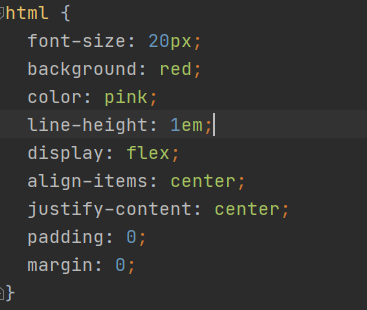 html {
font-size: 20px;
background: red;
color: pink;
line-height: 1em;
display: flex;
align-items: center;
justify-content: center;
padding: 0;
margin: 0;
}